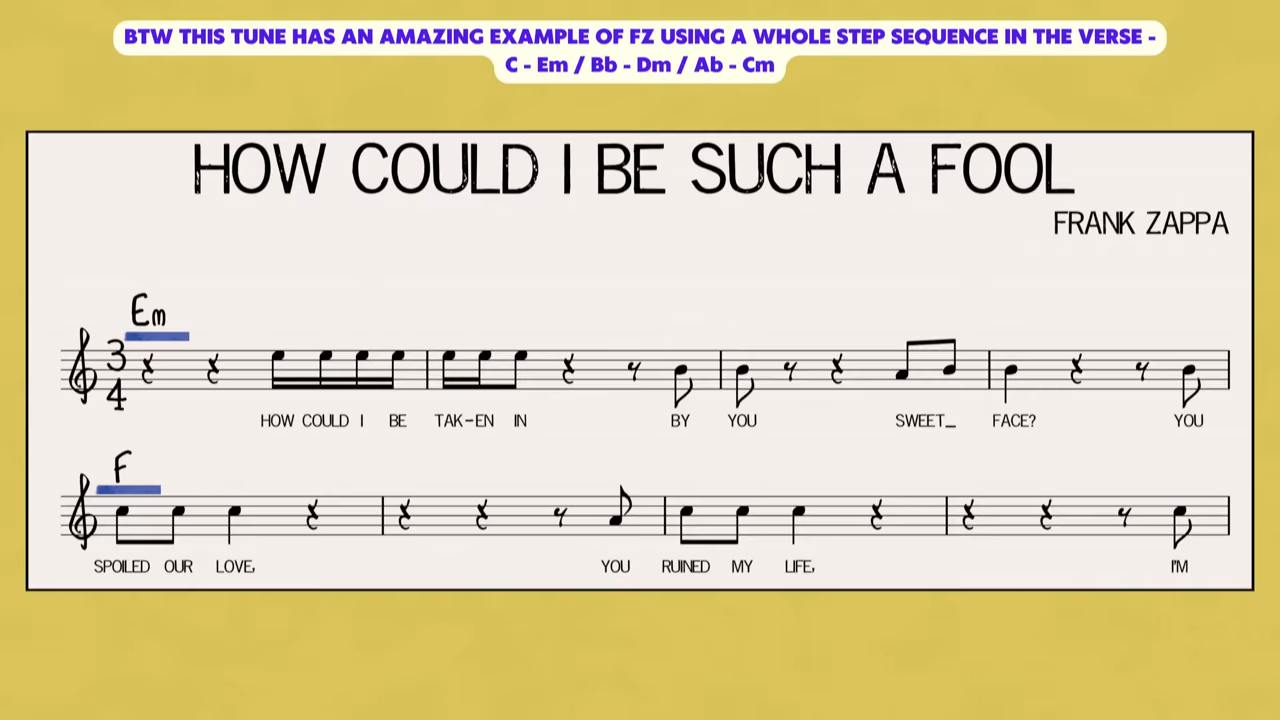 BTW THIS TUNE HAS AN AMAZING EXAMPLE OF FZ USING A WHOLE STEP SEQUENCE IN THE VERSE -
C - Em / Bb - Dm / Ab - Cm
HOW COULD I BE SUCH A FOOL
FRANK ZAPPA
Em
3
4
HOW COULD I BE TAK-EN IN BY YOU SWEET_ FACE? YOU
F
SPOILED OUR LOVE, YOU RUINED MY LIFE, I'M